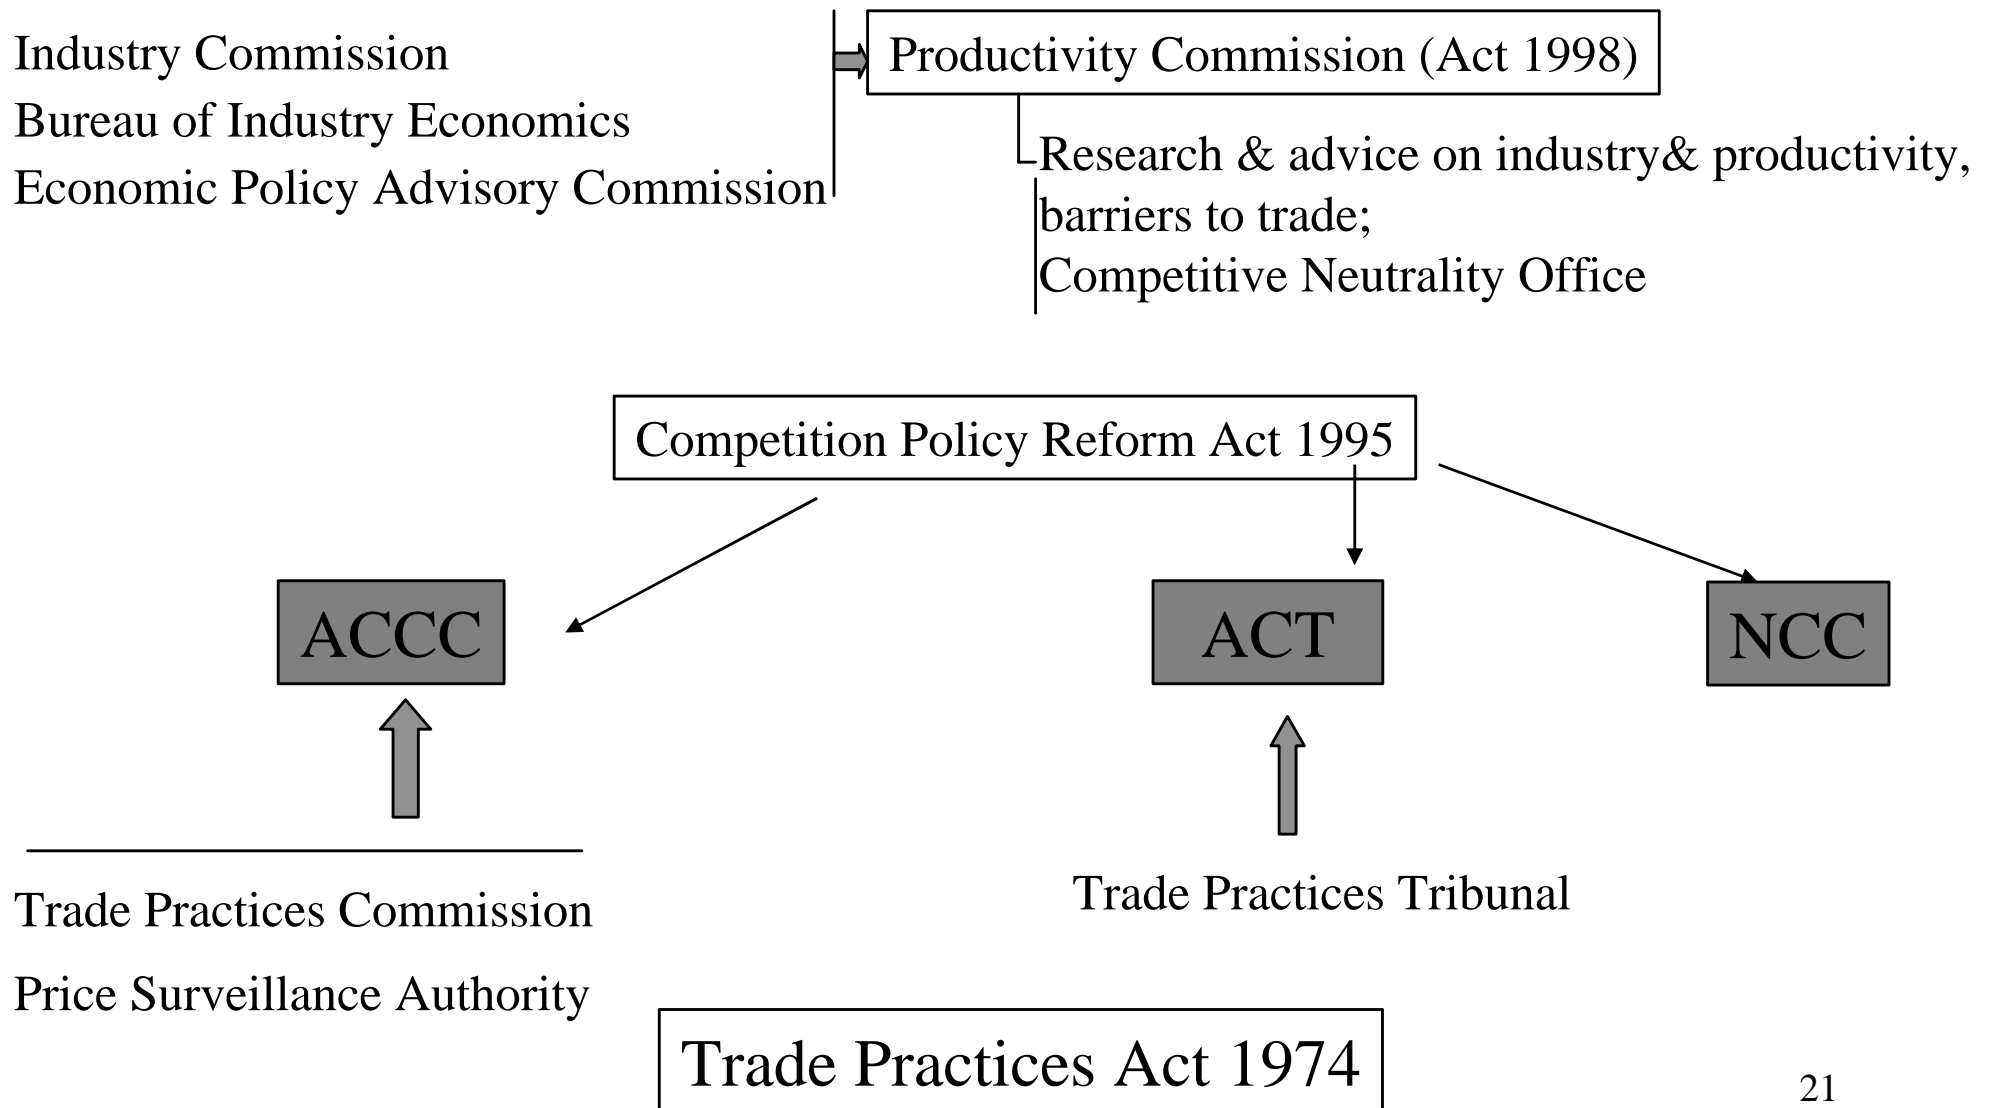 Industry Commission
Bureau of Industry Economics
Economic Policy Advisory Commission
Productivity Commission (Act 1998)
Research & advice on industry& productivity,
barriers to trade;
Competitive Neutrality Office
Competition Policy Reform Act 1995
ACCC
ACT
NCC
Trade Practices Commission
Price Surveillance Authority
Trade Practices Tribunal
Trade Practices Act 1974
21